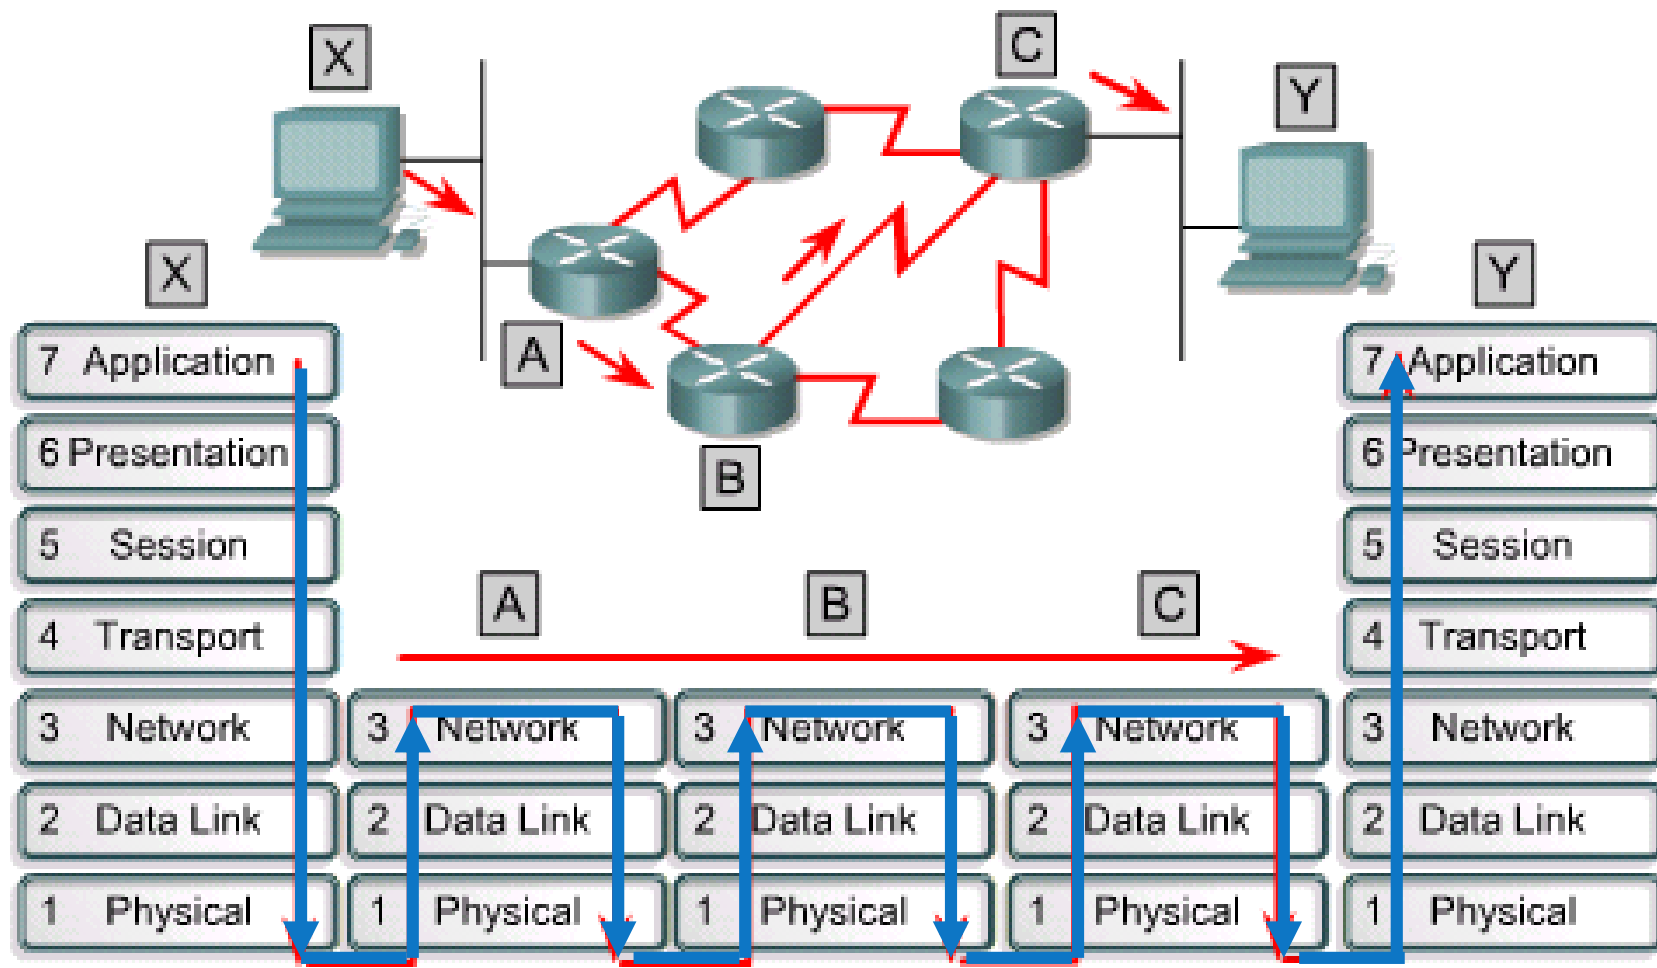 X
C
Y
A
B
X
7 Application
6 Presentation
5 Session
4 Transport
3 Network
2 Data Link
1 Physical
A
3 Network
2 Data Link
1 Physical
B
3 Network
2 Data Link
1 Physical
C
3 Network
2 Data Link
1 Physical
Y
7 Application
6 Presentation
5 Session
4 Transport
3 Network
2 Data Link
1 Physical